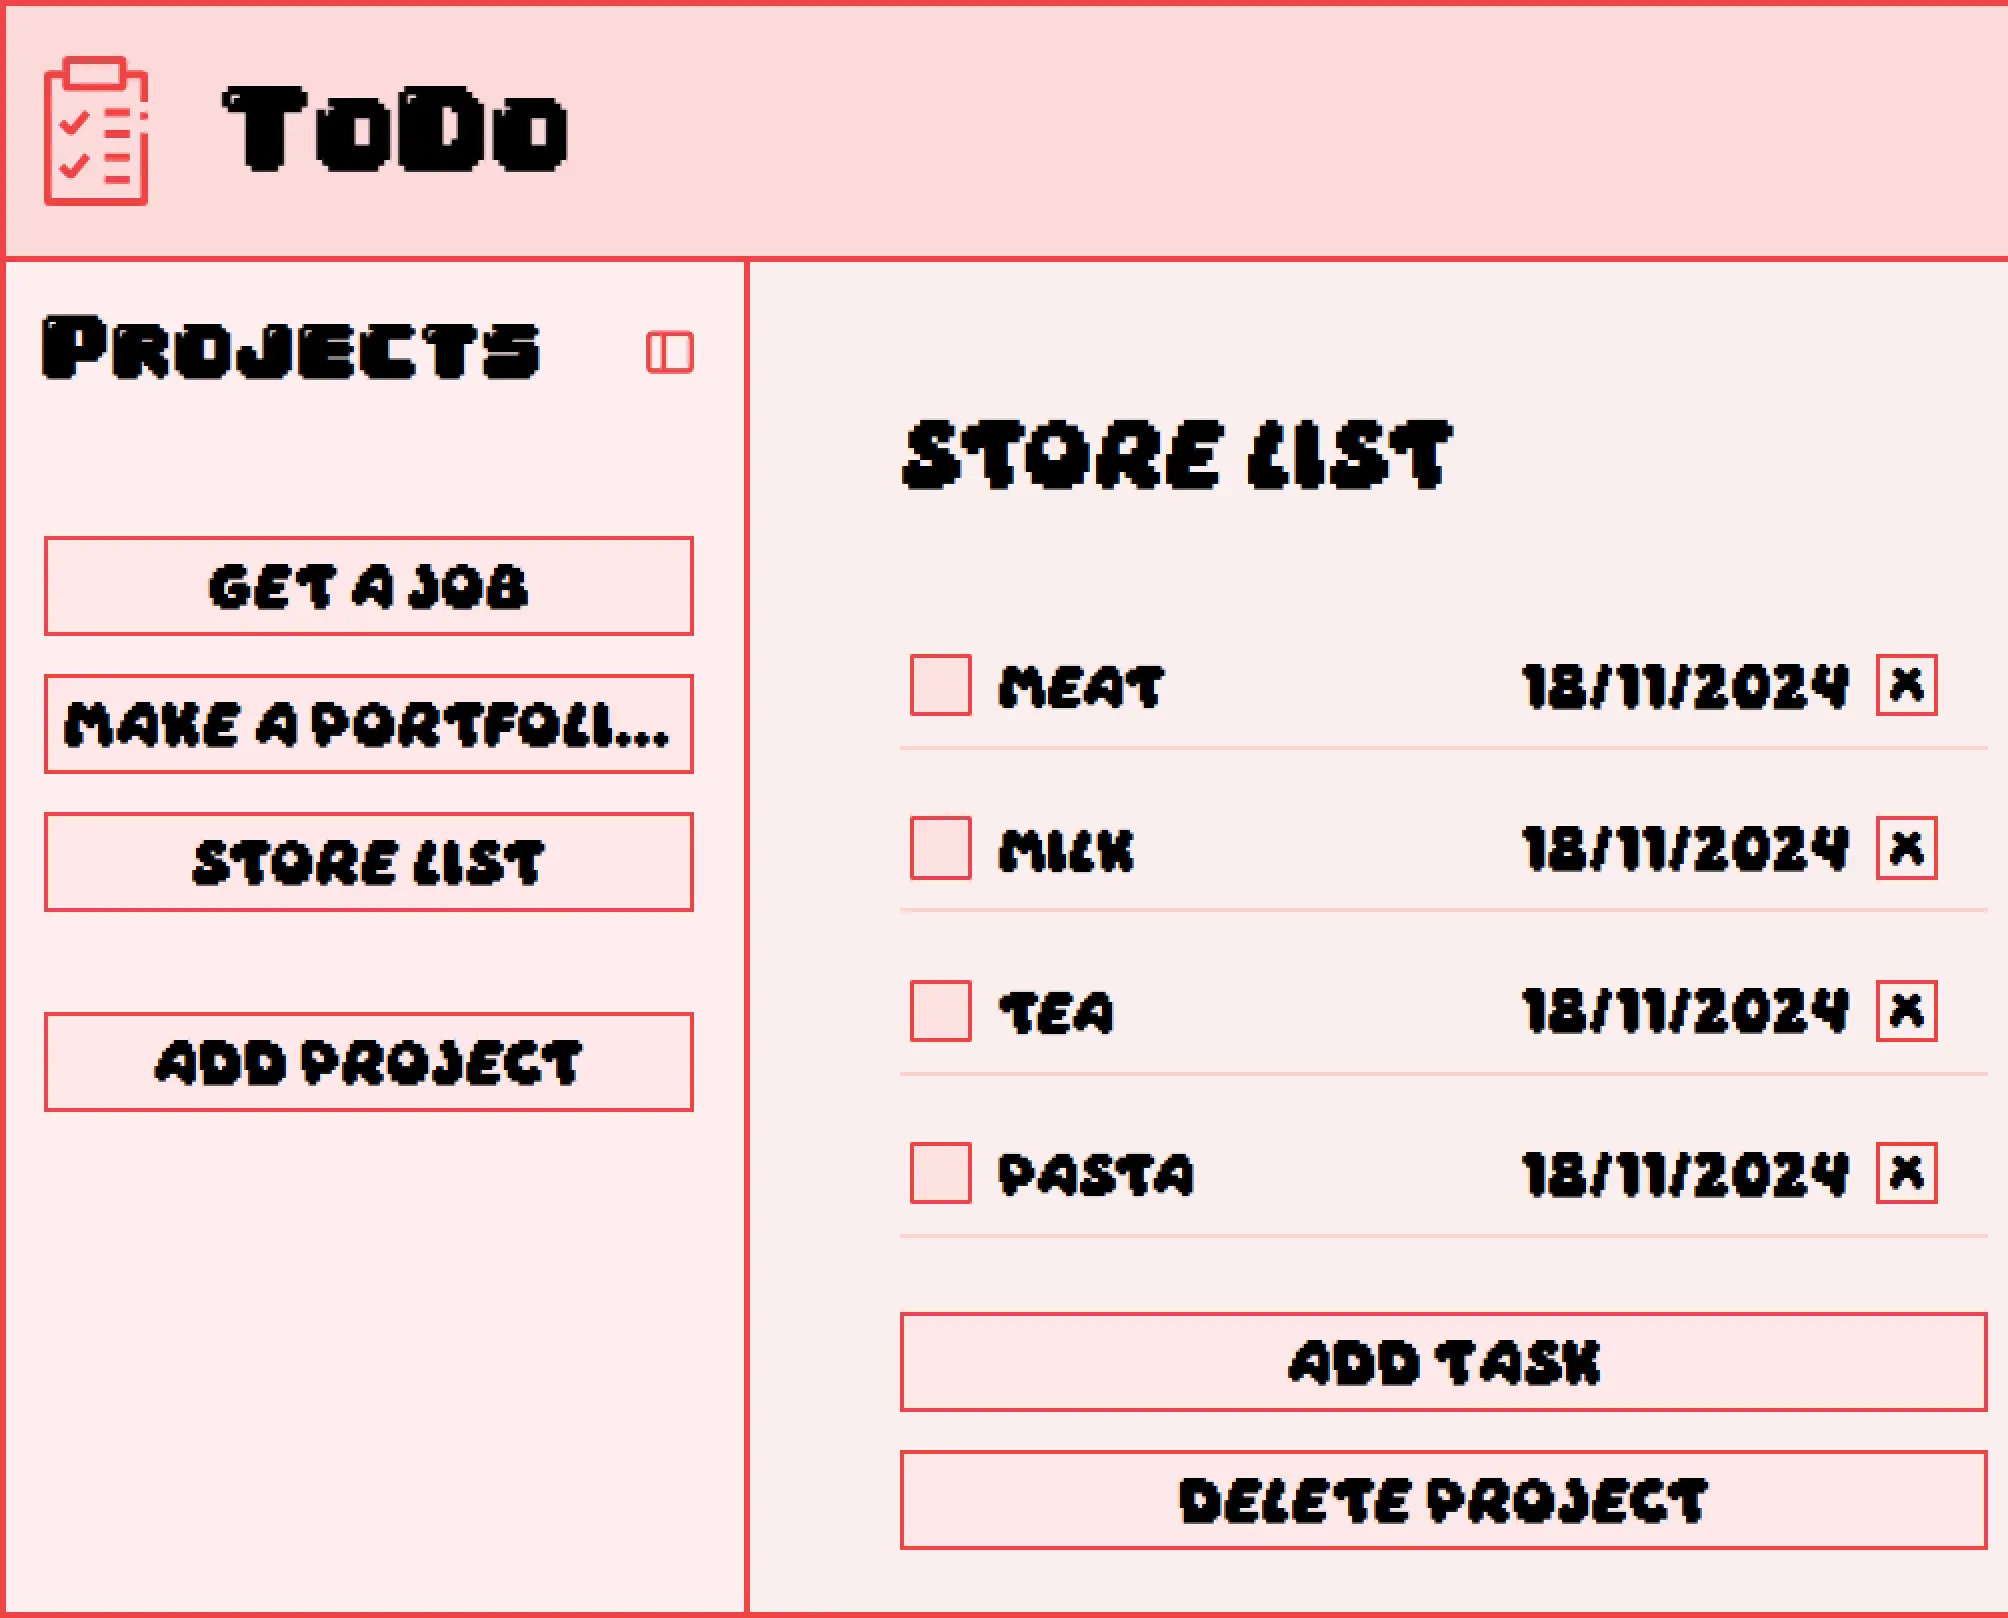 ToDo
Projects
GET A JOB
MAKE A PORTFOLI...
STORE LIST
ADD PROJECT
STORE LIST
MEAT 18/11/2024 X
MILK 18/11/2024 X
TEA 18/11/2024 X
PASTA 18/11/2024 X
ADD TASK
DELETE PROJECT